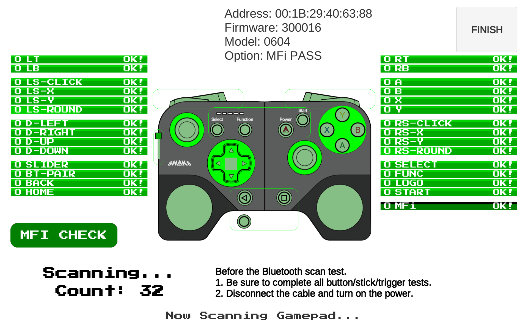 Address: 00:1B:29:40:63:88
Firmware: 300016
Model: 0604
Option: MFi PASS
FINISH
0 LT OK!
0 LB OK!
0 LS-CLICK OK!
0 LS-X OK!
0 LS-Y OK!
0 LS-ROUND OK!
0 D-LEFT OK!
0 D-RIGHT OK!
0 D-UP OK!
0 D-DOWN OK!
0 SLIDER OK!
0 BT-PAIR OK!
0 BACK OK!
0 HOME OK!
Select
Function
Power
Start
Y
X
B
A
0 RT OK!
0 RB OK!
0 A OK!
0 B OK!
0 X OK!
0 Y OK!
0 RS-CLICK OK!
0 RS-X OK!
0 RS-Y OK!
0 RS-ROUND OK!
0 SELECT OK!
0 FUNC OK!
0 LOGO OK!
0 START OK!
0 MFi OK!
MFI CHECK
Scanning...
Count: 32
Before the Bluetooth scan test.
1. Be sure to complete all button/stick/trigger tests.
2. Disconnect the cable and turn on the power.
Now Scanning Gamepad...